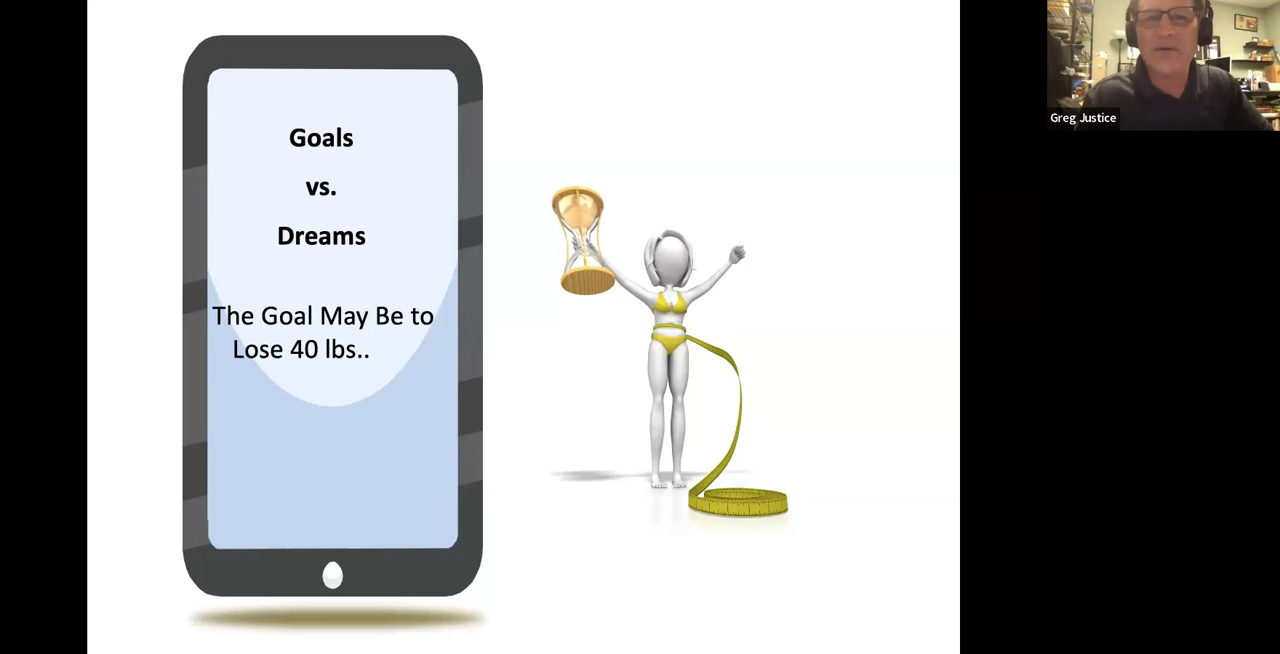 Goals
vs.
Dreams
The Goal May Be to
Lose 40 lbs..
Greg Justice